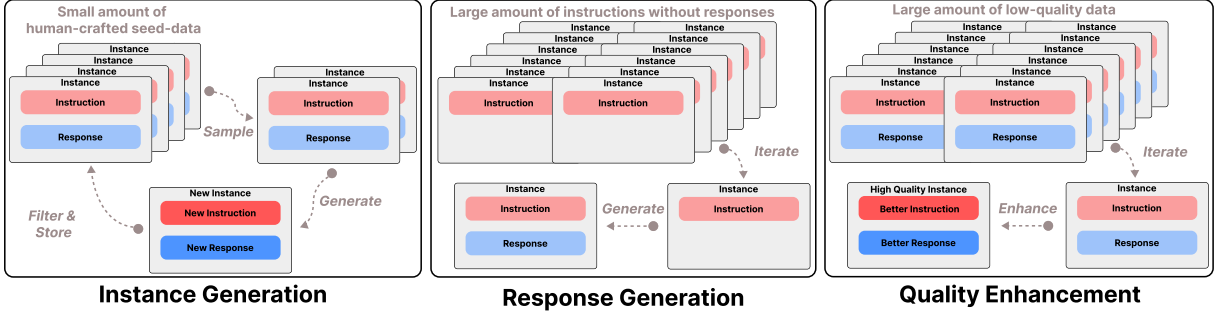 Small amount of
human-crafted seed-data
Instance
Instance
Instance
Instance
Instruction
Response
Sample
Instance
Instance
Instruction
Response
Generate
New Instance
New Instruction
New Response
Filter &
Store
Instance Generation
Large amount of instructions without responses
Instance
Instance
Instance
Instance
Instance
Instance
Instance
Instance
Instance
Instance
Instruction
Instruction
Iterate
Instance
Instruction
Generate
Instance
Instruction
Response
Response Generation
Large amount of low-quality data
Instance
Instance
Instance
Instance
Instance
Instance
Instance
Instance
Instance
Instance
Instruction
Instruction
Response
Response
Iterate
Instance
Instruction
Response
Enhance
High Quality Instance
Better Instruction
Better Response
Quality Enhancement